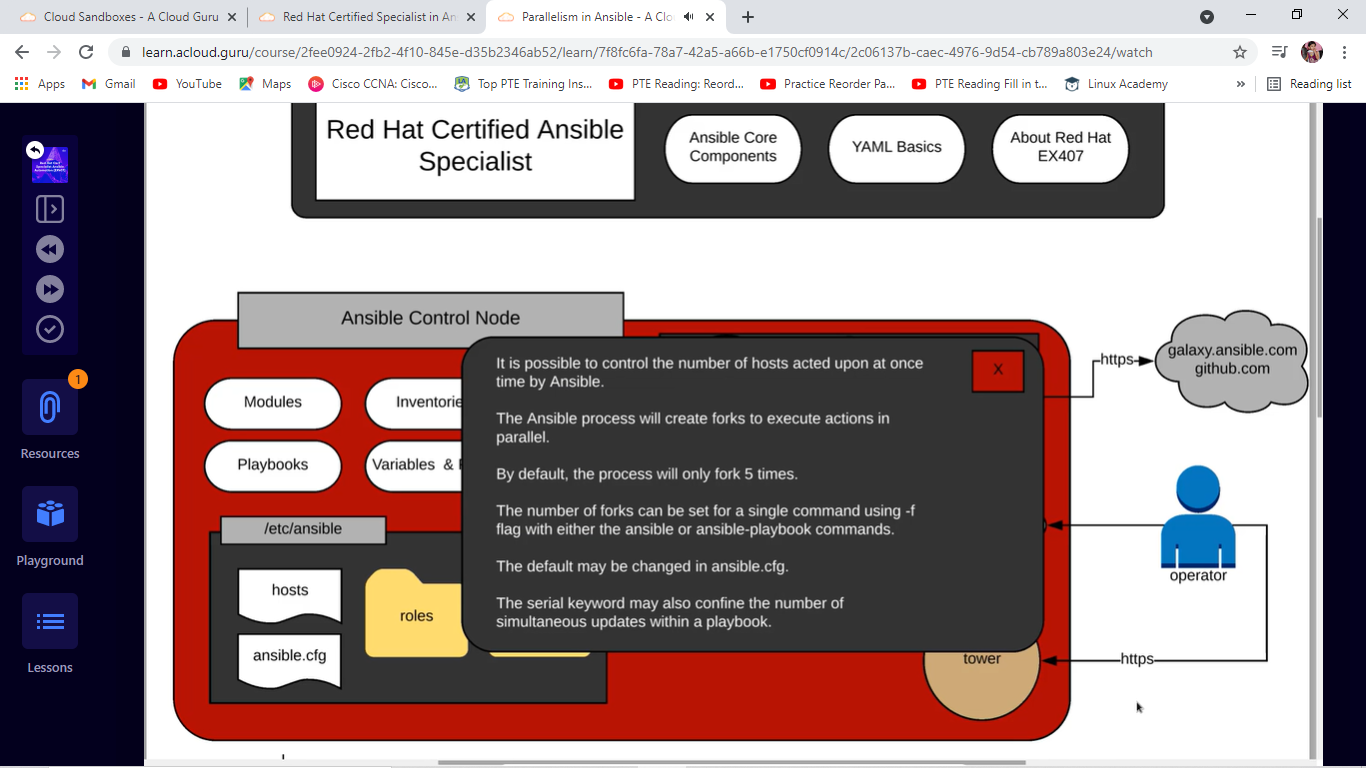 Cloud Sandboxes - A Cloud Guru
Red Hat Certified Specialist in An
Parallelism in Ansible - A Clo
learn.acloud.guru/course/2fee0924-2fb2-4f10-845e-d35b2346ab52/learn/7f8fc6fa-78a7-42a5-a66b-e1750cf0914c/2c06137b-caec-4976-9d54-cb789a803e24/watch
Apps
Gmail
YouTube
Maps
Cisco CCNA: Cisco...
Top PTE Training Ins...
PTE Reading: Reord...
Practice Reorder Pa...
PTE Reading Fill in t...
Linux Academy
»
Reading list
Red Hat Certified Ansible
Specialist
Ansible Core
Components
YAML Basics
About Red Hat
EX407
1
Resources
Playground
Lessons
Ansible Control Node
Modules
Inventorie
Playbooks
Variables &
/etc/ansible
hosts
roles
ansible.cfg
It is possible to control the number of hosts acted upon at once
time by Ansible.
X
The Ansible process will create forks to execute actions in
parallel.
By default, the process will only fork 5 times.
The number of forks can be set for a single command using -f
flag with either the ansible or ansible-playbook commands.
The default may be changed in ansible.cfg.
The serial keyword may also confine the number of
simultaneous updates within a playbook.
https
galaxy.ansible.com
github.com
operator
tower
https